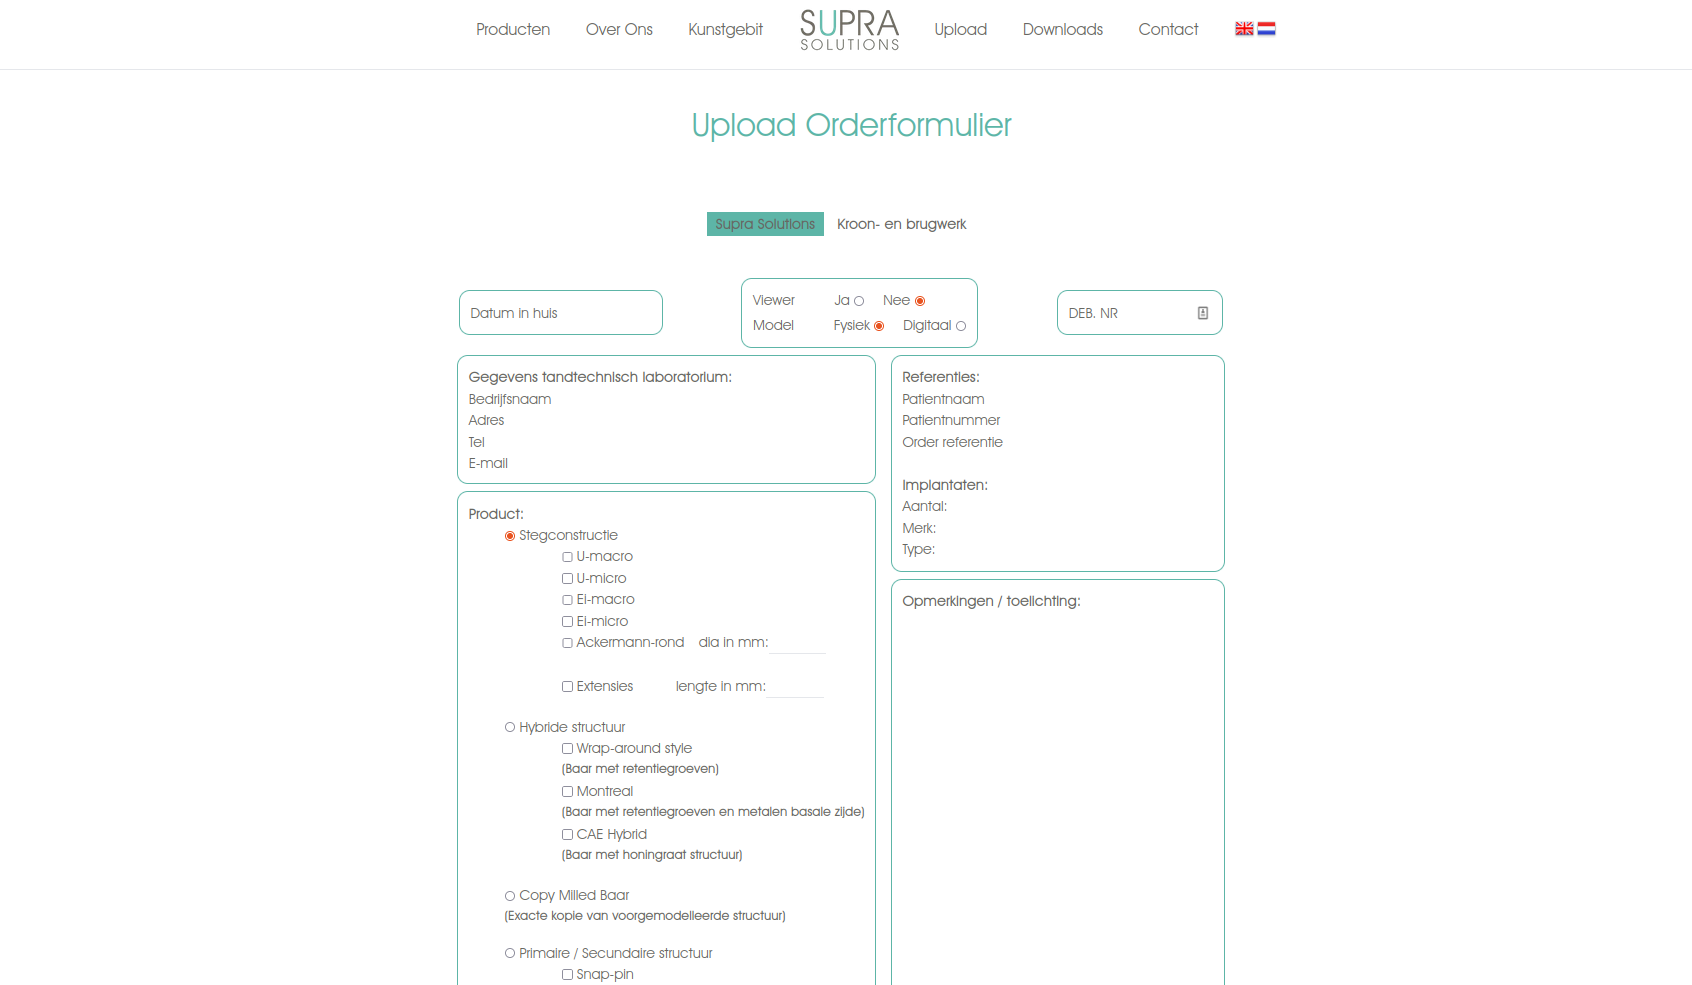 Producten Over Ons Kunstgebit SUPRA SOLUTIONS Upload Downloads Contact
Upload Orderformulier
Supra Solutions Kroon- en brugwerk
Datum in huis
Viewer Ja Nee
Model Fysiek Digitaal
DEB. NR
Gegevens tandtechnisch laboratorium:
Bedrijfsnaam
Adres
Tel
E-mail
Referenties:
Patientnaam
Patientnummer
Order referentie
Implantaten:
Aantal:
Merk:
Type:
Product:
Stegconstructie
U-macro
U-micro
Ei-macro
Ei-micro
Ackermann-rond dia in mm:
Extensies lengte in mm:
Hybride structuur
Wrap-around style
(Baar met retentiegroeven)
Montreal
(Baar met retentiegroeven en metalen basale zijde)
CAE Hybrid
(Baar met honingraat structuur)
Copy Milled Baar
(Exacte kopie van voorgemodelleerde structuur)
Primaire / Secundaire structuur
Snap-pin
Opmerkingen / toelichting: